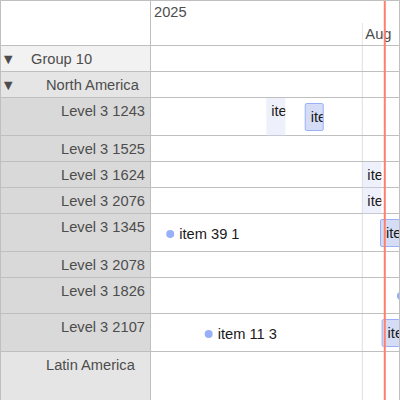 2025
Aug
▼ Group 10
▼ North America
Level 3 1243 ite ite
Level 3 1525
Level 3 1624 ite
Level 3 2076 ite
Level 3 1345 item 39 1 ite
Level 3 2078
Level 3 1826
Level 3 2107 item 11 3 ite
Latin America